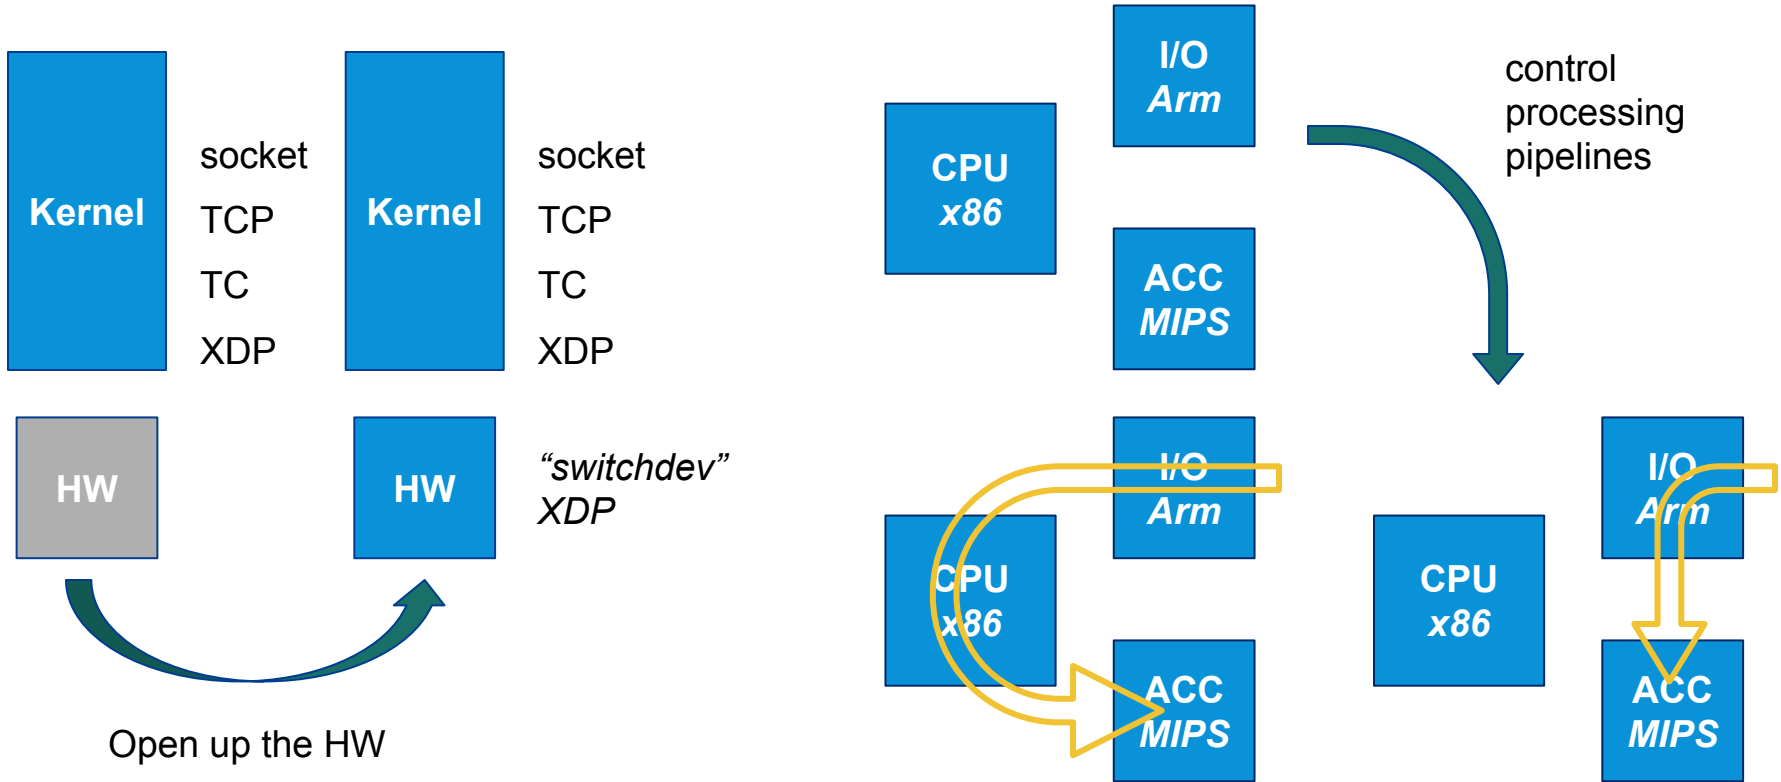 Kernel
socket
TCP
TC
XDP
Kernel
socket
TCP
TC
XDP
HW
HW
“switchdev”
XDP
Open up the HW
I/O
Arm
CPU
x86
ACC
MIPS
control
processing
pipelines
I/O
Arm
CPU
x86
ACC
MIPS
I/O
Arm
CPU
x86
ACC
MIPS